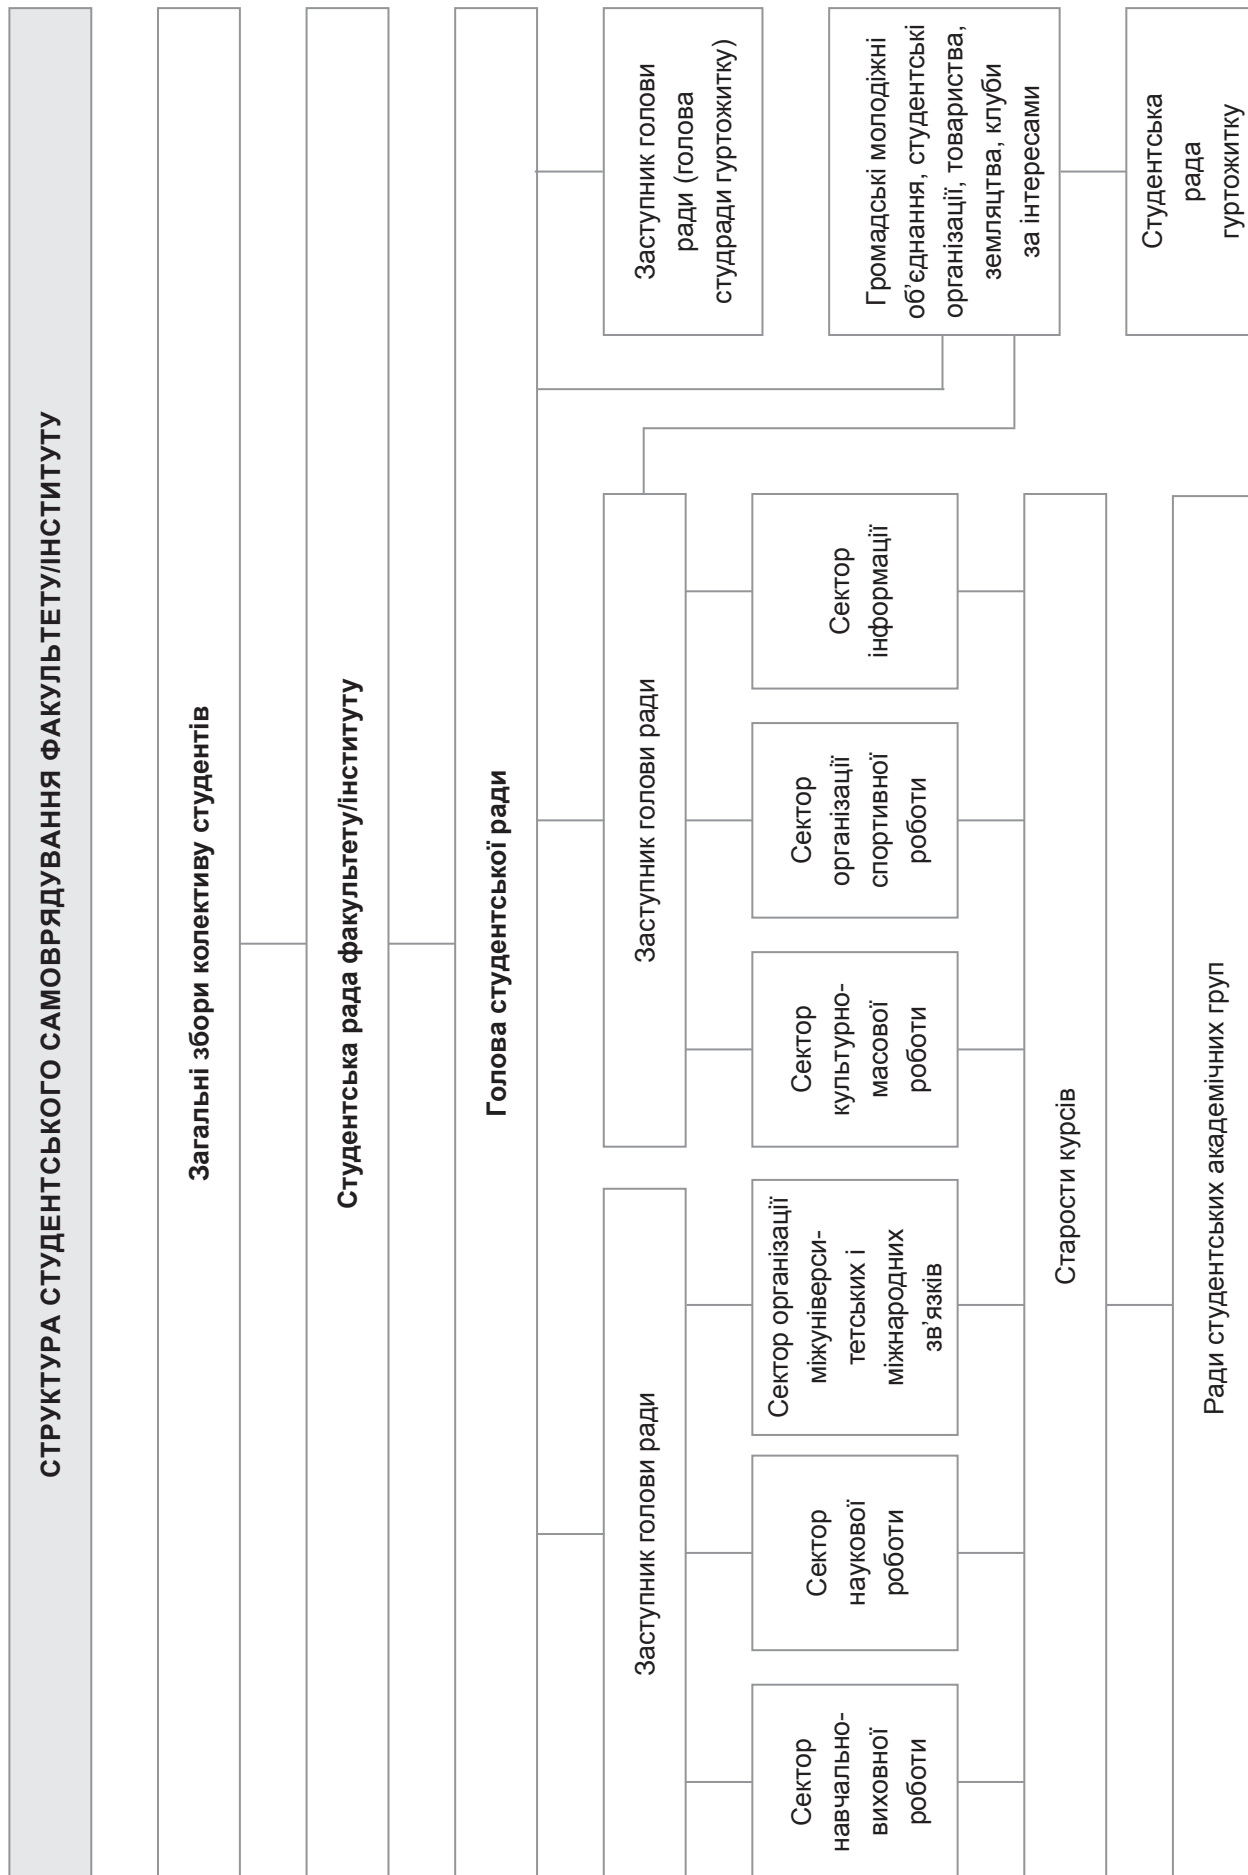 СТРУКТУРА СТУДЕНТСЬКОГО САМОВРЯДУВАННЯ ФАКУЛЬТЕТУ/ІНСТИТУТУ
Загальні збори колективу студентів
Студентська рада факультету/інституту
Голова студентської ради
Заступник голови ради
Заступник голови ради
Заступник голови
ради (голова
студради гуртожитку)
Сектор
навчально-
виховної
роботи
Сектор
наукової
роботи
Сектор організації
міжуніверси-
тетських і
міжнародних
зв’язків
Сектор
культурно-
масової
роботи
Сектор
організації
спортивної
роботи
Сектор
інформації
Громадські молодіжні
об’єднання, студентські
організації, товариства,
земляцтва, клуби
за інтересами
Старости курсів
Ради студентських академічних груп
Студентська
рада
гуртожитку